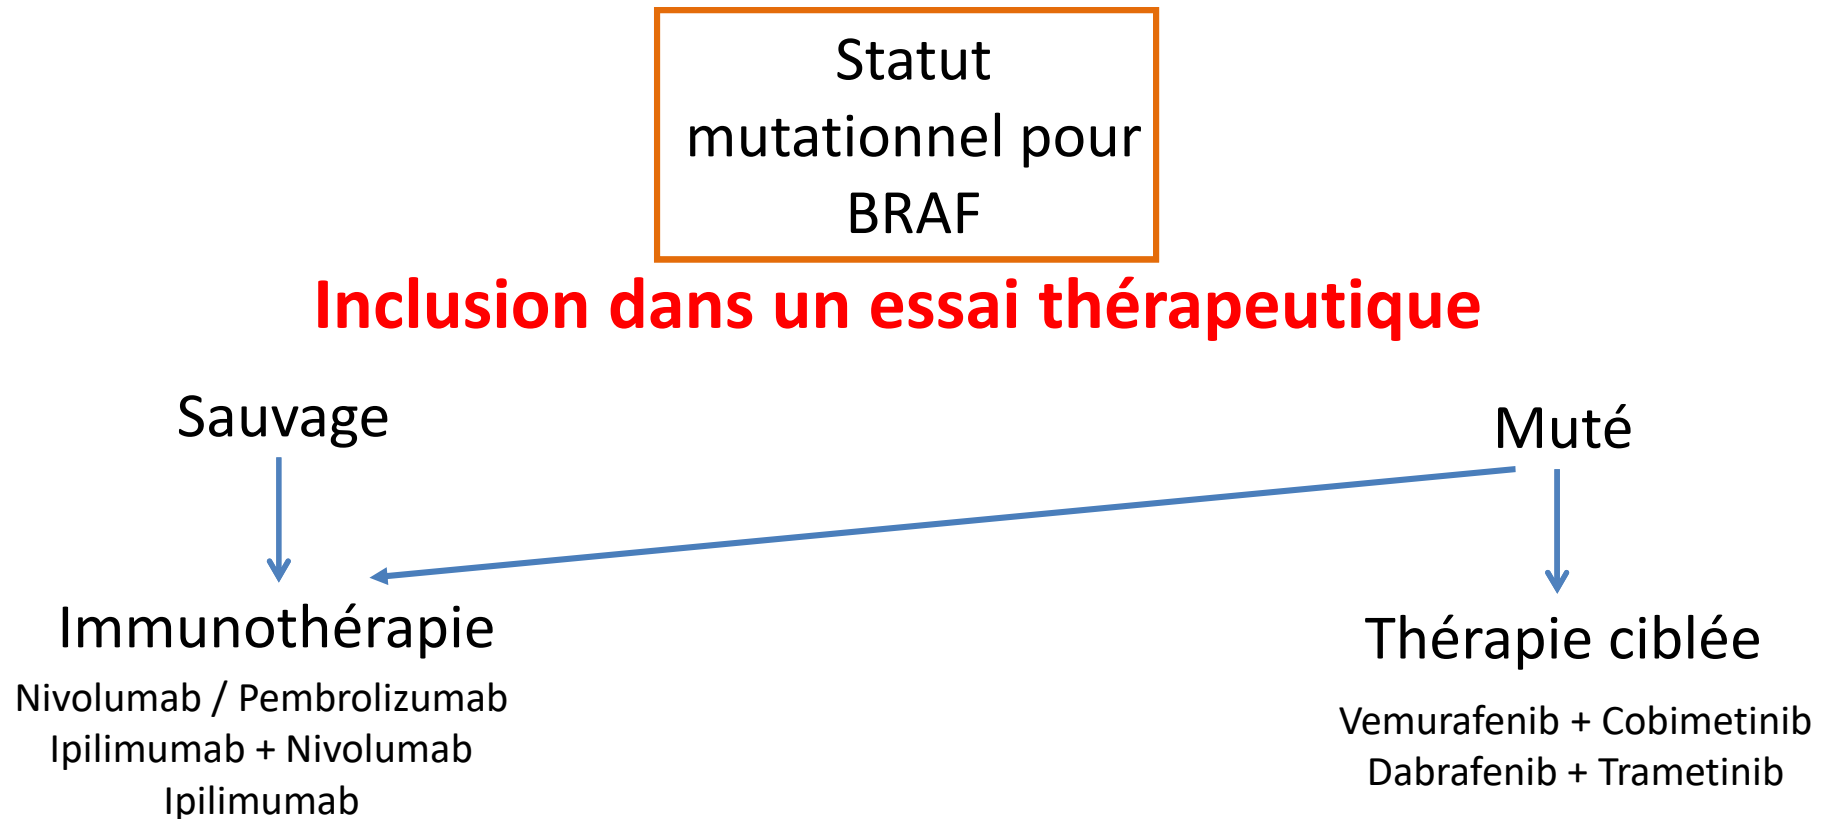 Statut
mutationnel pour
BRAF
Inclusion dans un essai thérapeutique
Sauvage
Muté
Immunothérapie
Nivolumab / Pembrolizumab
Ipilimumab + Nivolumab
Ipilimumab
Thérapie ciblée
Vemurafenib + Cobimetinib
Dabrafenib + Trametinib